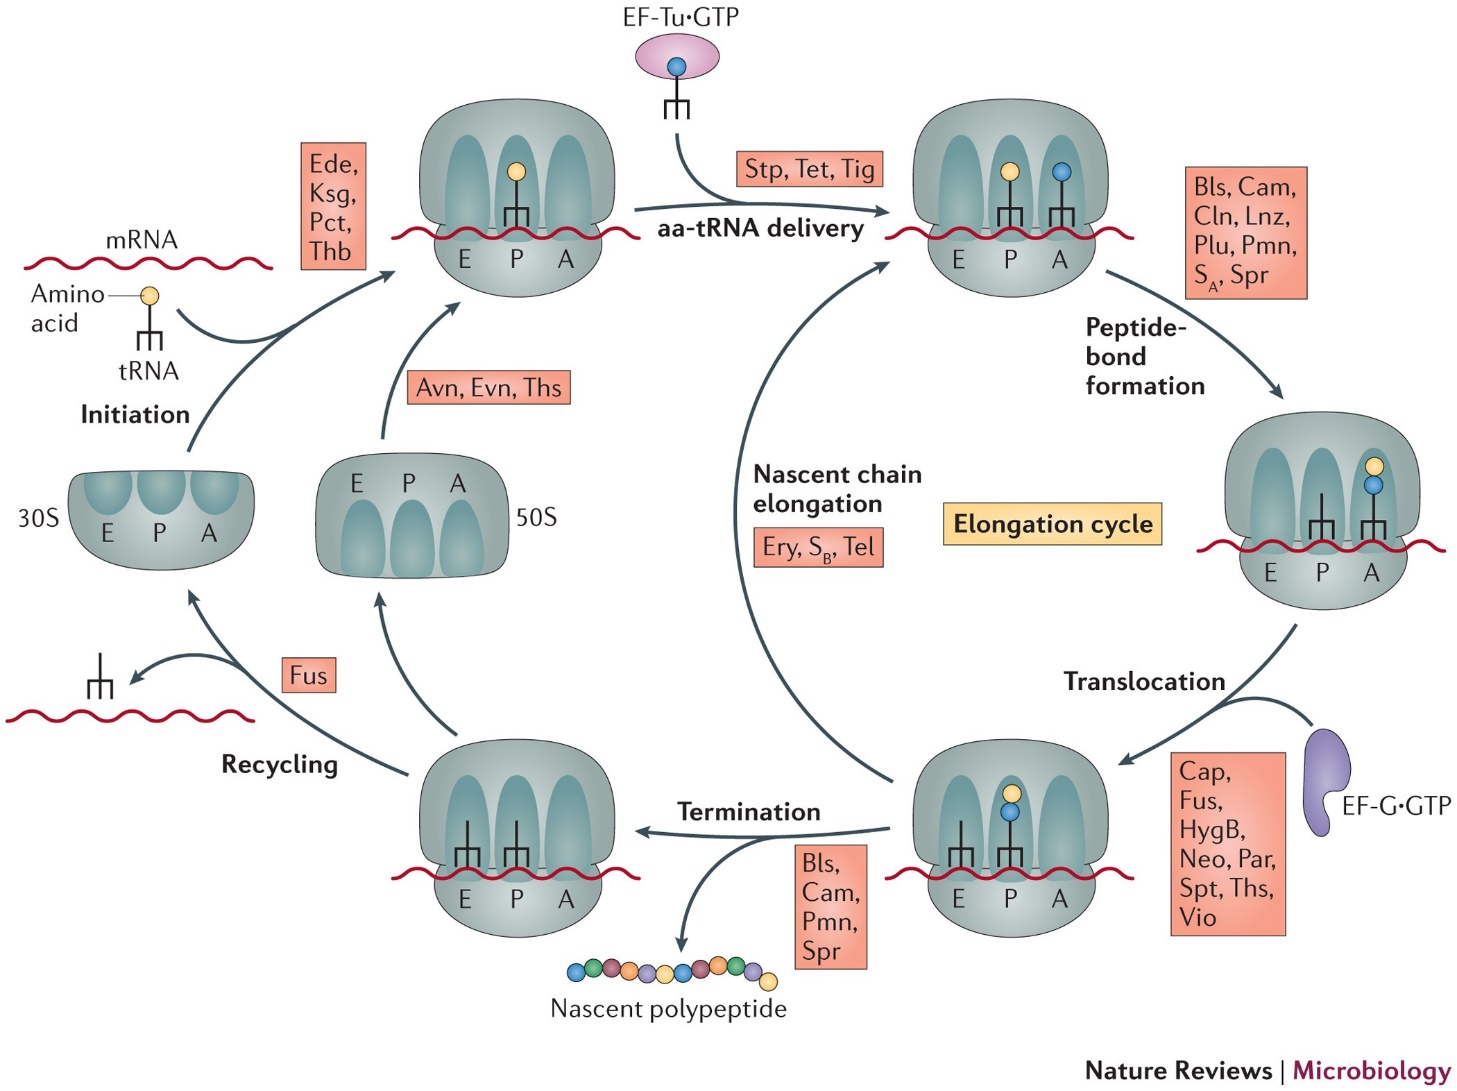 EF-Tu•GTP
Ede,
Ksg,
Pct,
Thb
Stp, Tet, Tig
aa-tRNA delivery
Bls, Cam,
Cln, Lnz,
Plu, Pmn,
SA, Spr
mRNA
Amino
acid
tRNA
Initiation
E P A
E P A
Peptide-
bond
formation
Avn, Evn, Ths
30S
E P A
E P A
50S
Nascent chain
elongation
Ery, SB, Tel
Elongation cycle
E P A
Fus
Recycling
Translocation
EF-G•GTP
Cap,
Fus,
HygB,
Neo, Par,
Spt, Ths,
Vio
Termination
Bls,
Cam,
Pmn,
Spr
E P A
E P A
Nascent polypeptide
Nature Reviews | Microbiology